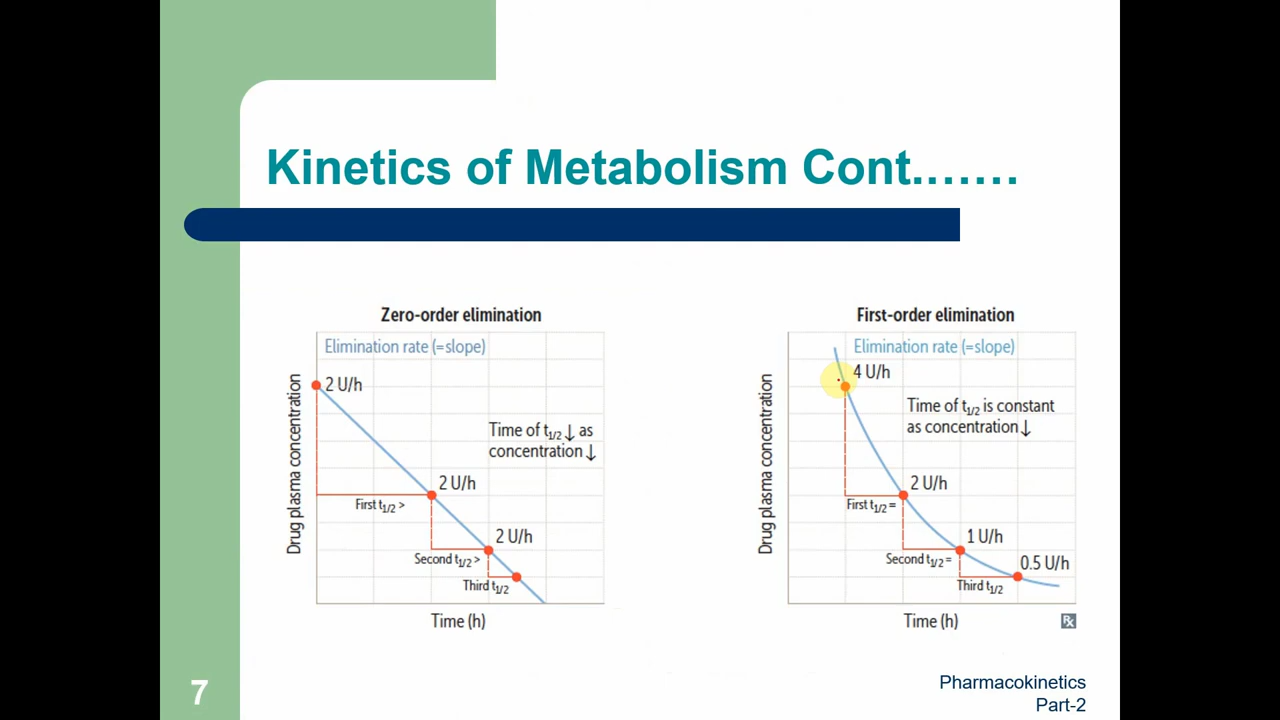 Kinetics of Metabolism Cont.……
Zero-order elimination
Elimination rate (=slope)
2 U/h
Time of t1/2 ↓ as
concentration ↓
2 U/h
First t1/2 >
2 U/h
Second t1/2 >
Third t1/2
Drug plasma concentration
Time (h)
First-order elimination
Elimination rate (=slope)
4 U/h
Time of t1/2 is constant
as concentration ↓
2 U/h
First t1/2 =
1 U/h
Second t1/2 =
0.5 U/h
Third t1/2
Drug plasma concentration
Time (h)
℞
7
Pharmacokinetics
Part-2